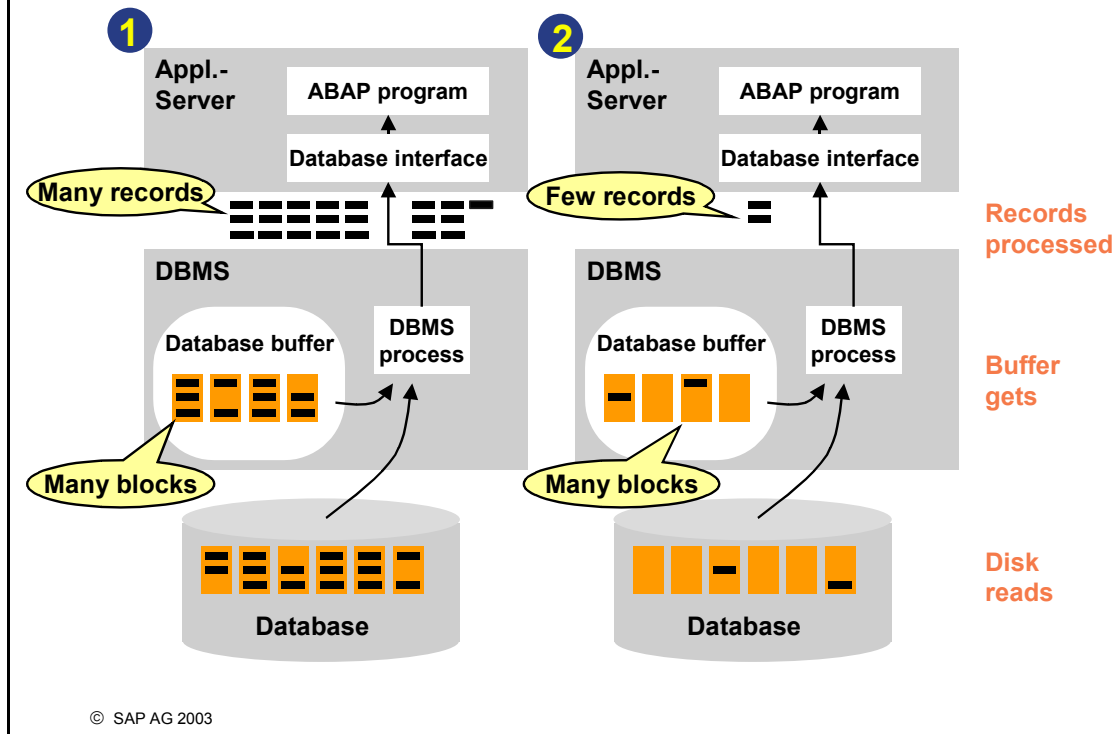 1
Appl.-
Server
ABAP program
Database interface
Many records
DBMS
Database buffer
DBMS
process
Many blocks
Database
2
Appl.-
Server
ABAP program
Database interface
Few records
DBMS
Database buffer
DBMS
process
Many blocks
Database
Records
processed
Buffer
gets
Disk
reads
© SAP AG 2003